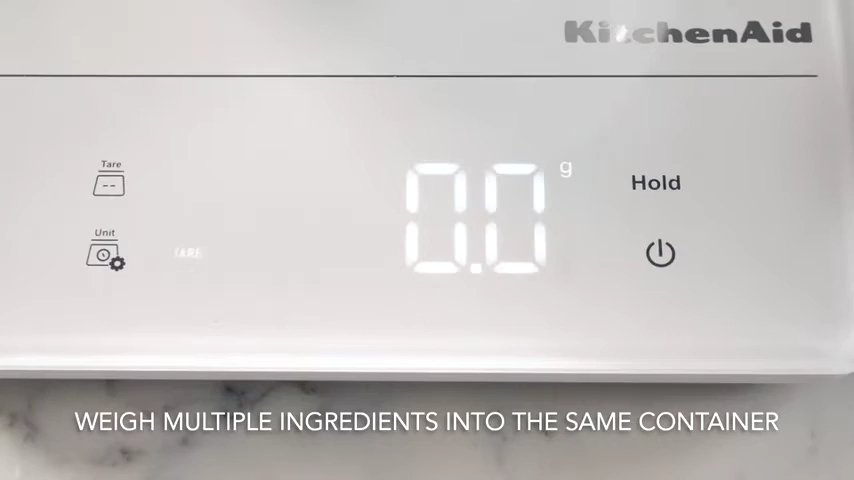 KitchenAid
Tare
Unit
TARE
0.0 g
Hold
WEIGH MULTIPLE INGREDIENTS INTO THE SAME CONTAINER